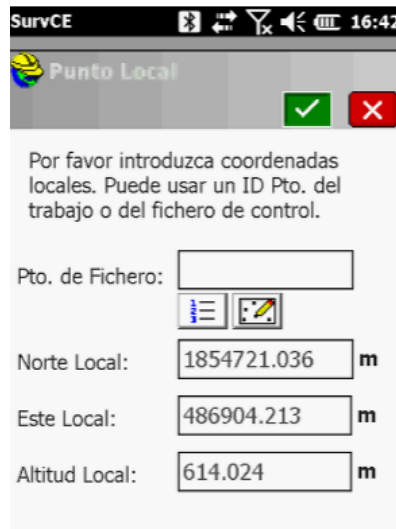 SurvCE 16:42
Punto Local
Por favor introduzca coordenadas
locales. Puede usar un ID Pto. del
trabajo o del fichero de control.
Pto. de Fichero:
Norte Local: 1854721.036 m
Este Local: 486904.213 m
Altitud Local: 614.024 m